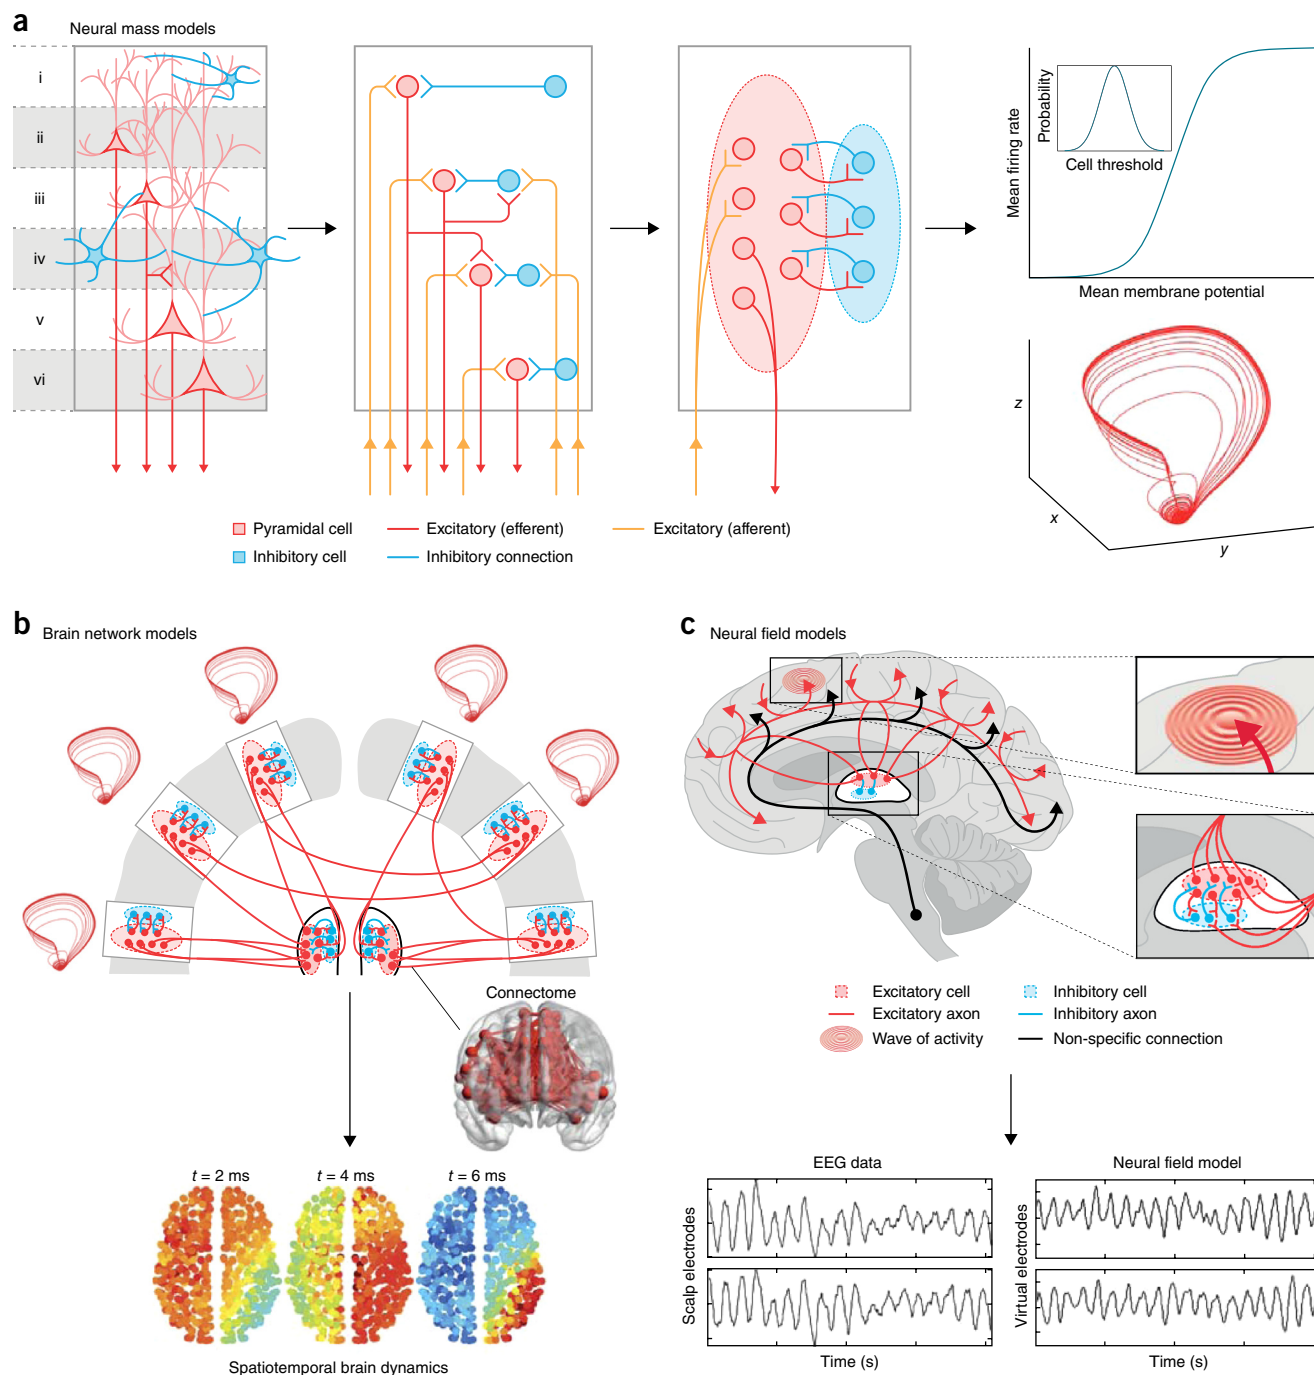 a
Neural mass models
i
ii
iii
iv
v
vi
Mean firing rate
Probability
Cell threshold
Mean membrane potential
z
x
y
Pyramidal cell
Excitatory (efferent)
Excitatory (afferent)
Inhibitory cell
Inhibitory connection
b
Brain network models
Connectome
t = 2 ms
t = 4 ms
t = 6 ms
Spatiotemporal brain dynamics
c
Neural field models
Excitatory cell
Inhibitory cell
Excitatory axon
Inhibitory axon
Wave of activity
Non-specific connection
EEG data
Neural field model
Scalp electrodes
Virtual electrodes
Time (s)
Time (s)